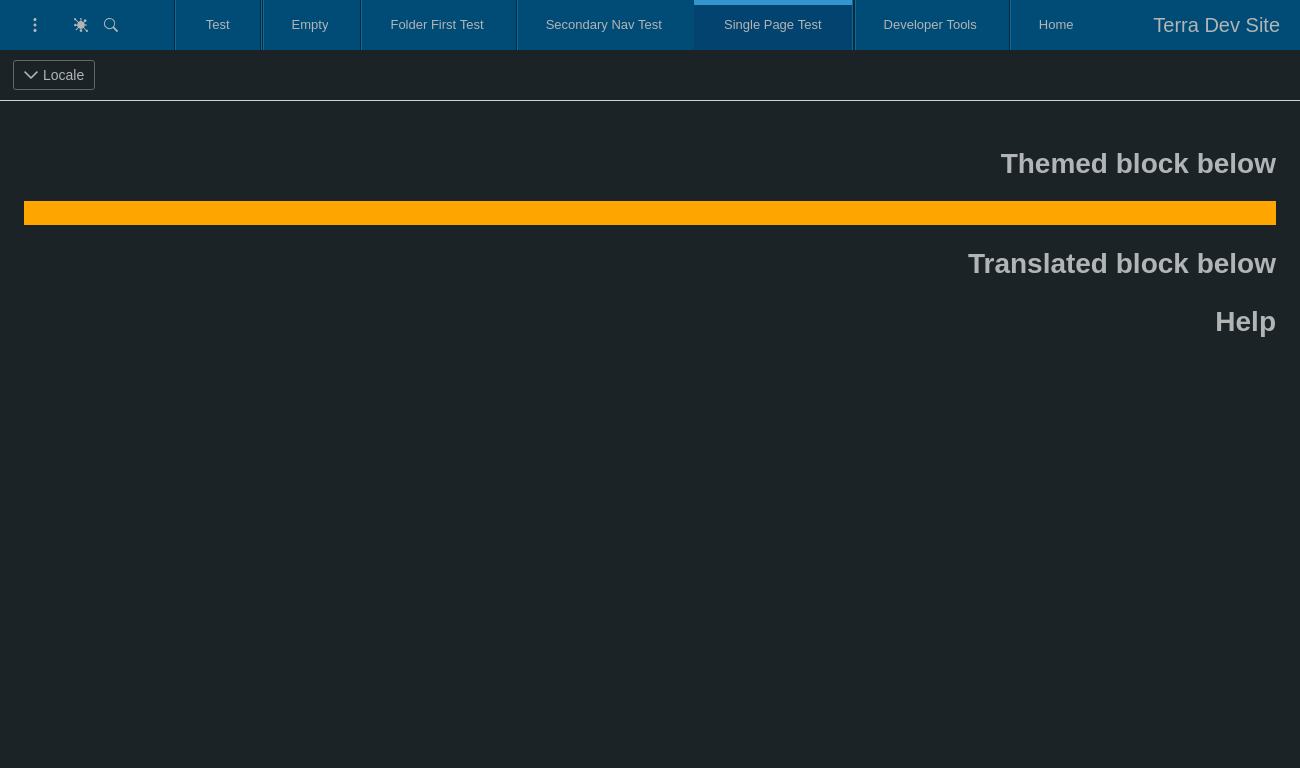 Test Empty Folder First Test Secondary Nav Test Single Page Test Developer Tools Home Terra Dev Site
Locale
Themed block below
Translated block below
Help